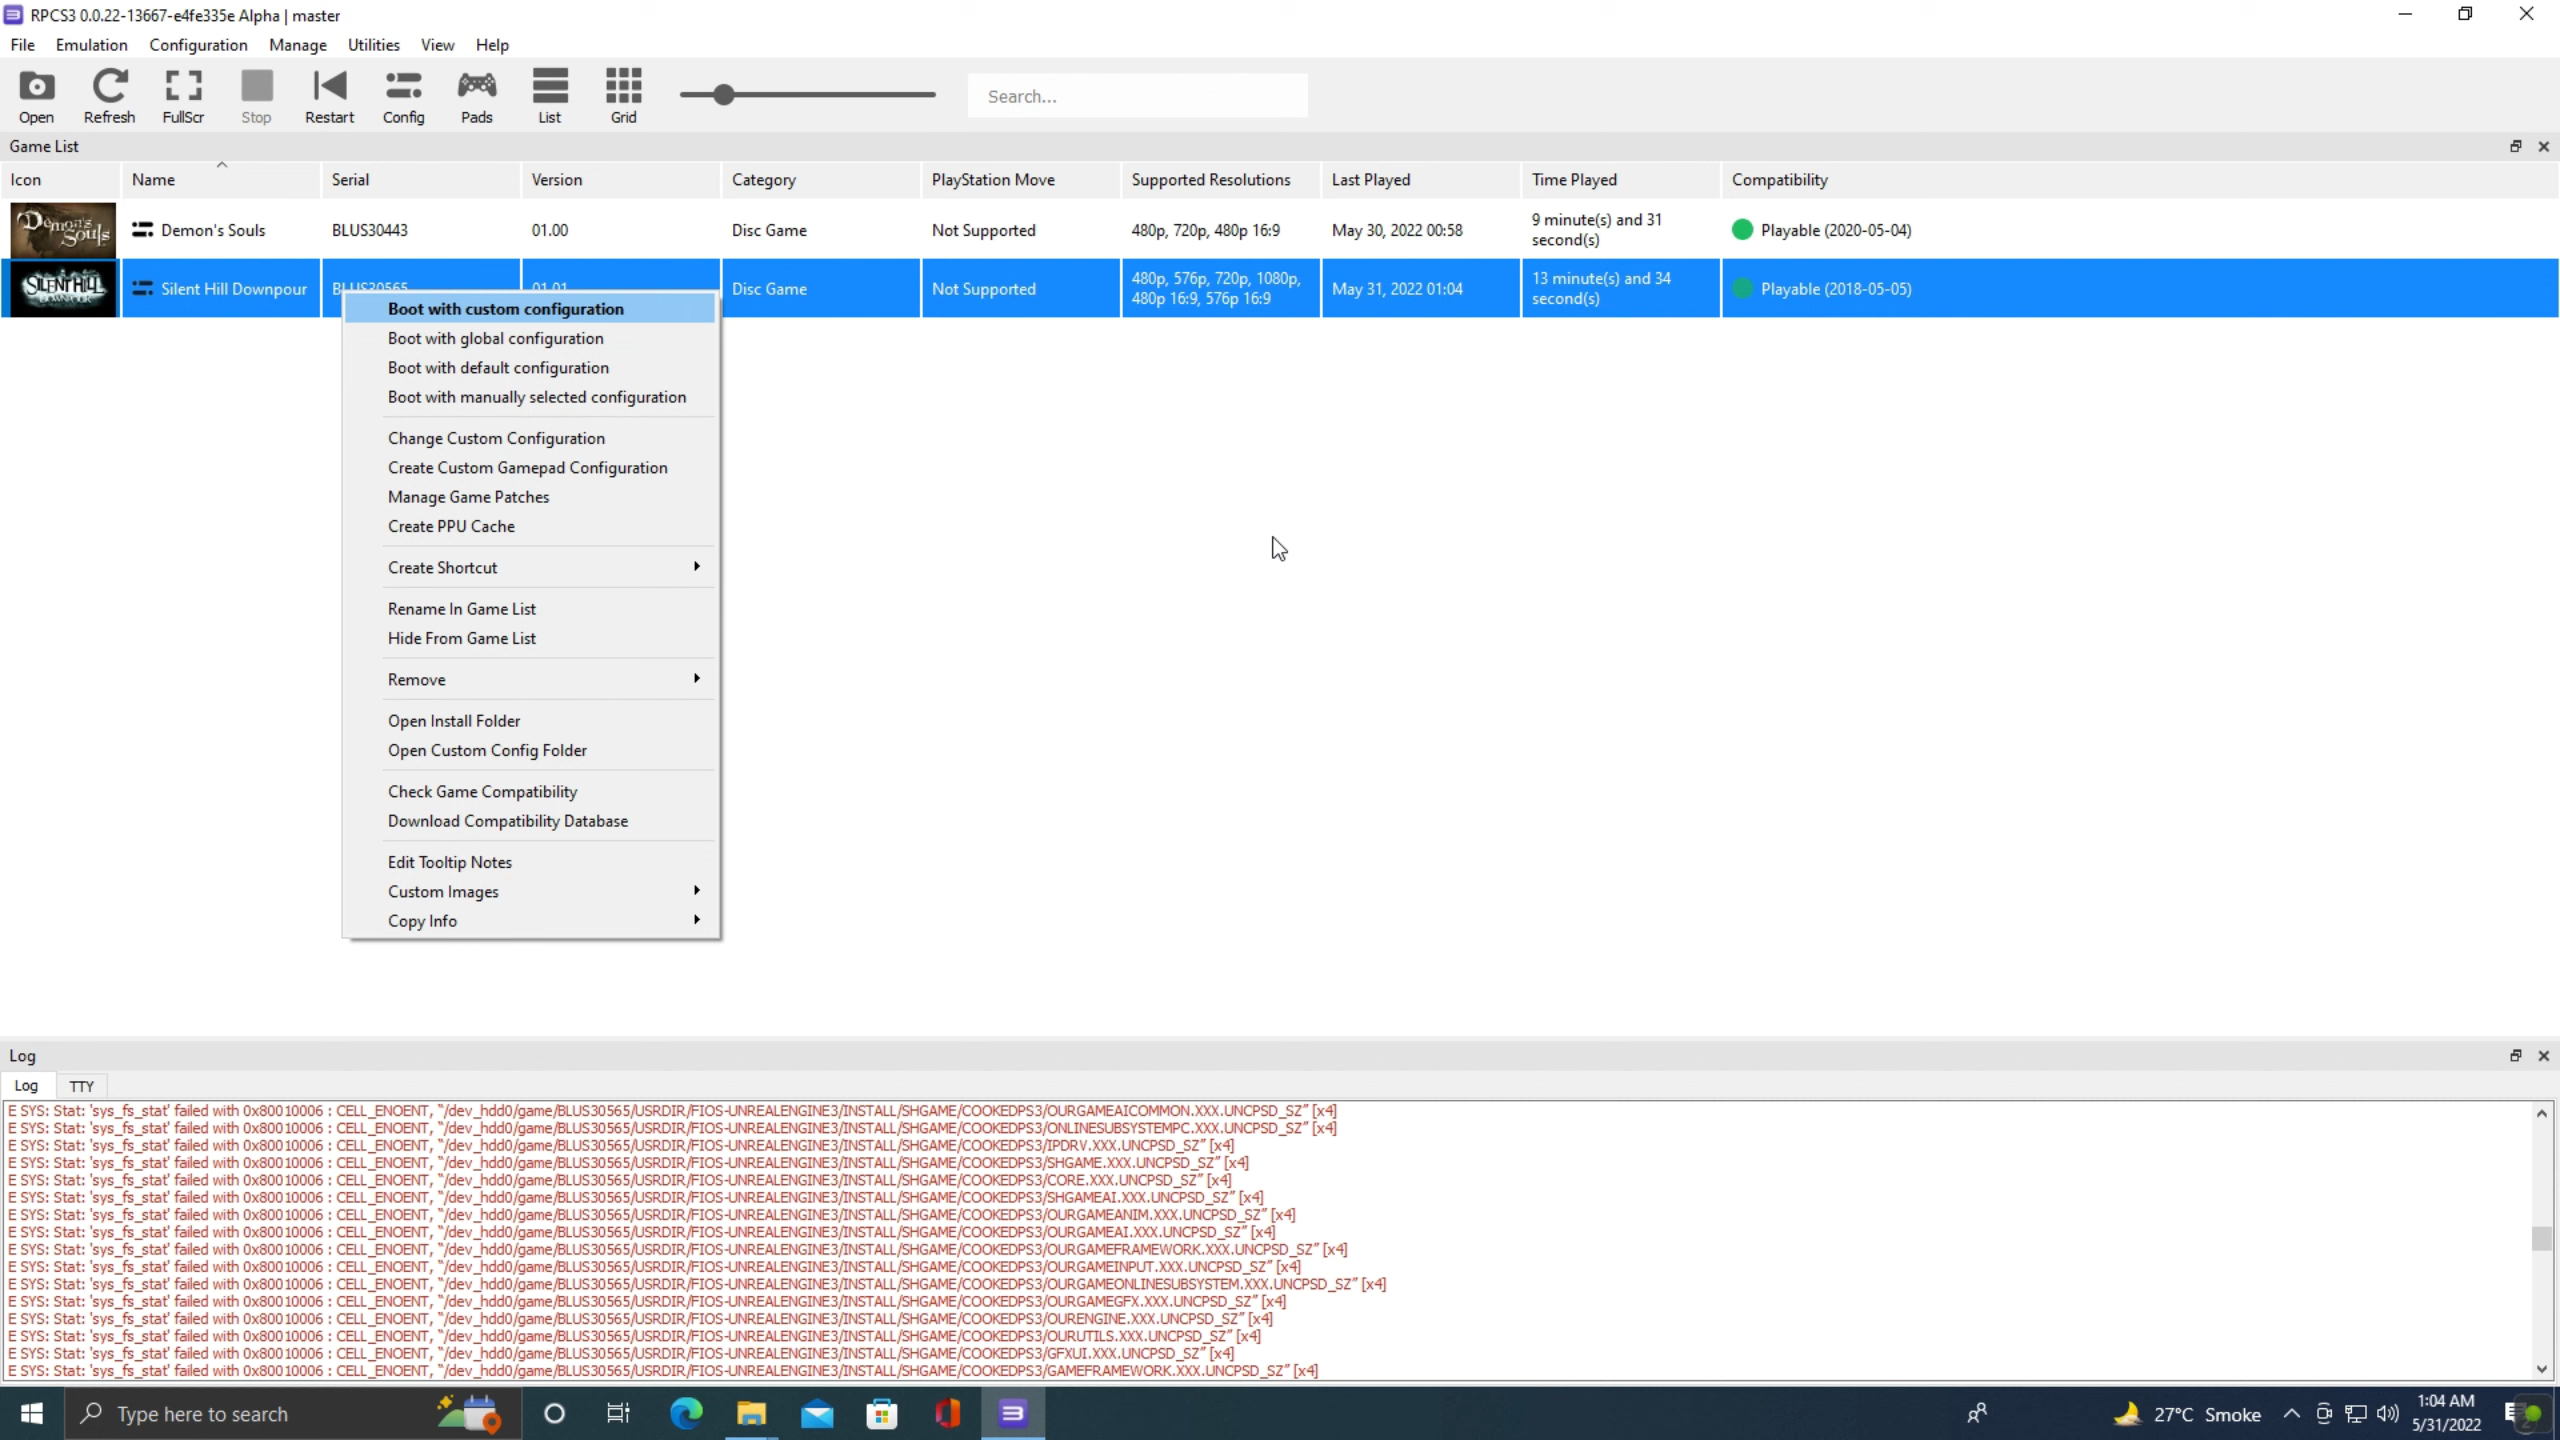 RPCS3 0.0.22-13667-e4fe335e Alpha | master
File Emulation Configuration Manage Utilities View Help
Open Refresh FullScr Stop Restart Config Pads List Grid Search...
Game List
Icon Name Serial Version Category PlayStation Move Supported Resolutions Last Played Time Played Compatibility
Demon's Souls Demon's Souls BLUS30443 01.00 Disc Game Not Supported 480p, 720p, 480p 16:9 May 30, 2022 00:58 9 minute(s) and 31 second(s) Playable (2020-05-04)
SILENT HILL DOWNPOUR Silent Hill Downpour BLUS30565 01.01 Disc Game Not Supported 480p, 576p, 720p, 1080p, 480p 16:9, 576p 16:9 May 31, 2022 01:04 13 minute(s) and 34 second(s) Playable (2018-05-05)
Boot with custom configuration
Boot with global configuration
Boot with default configuration
Boot with manually selected configuration
Change Custom Configuration
Create Custom Gamepad Configuration
Manage Game Patches
Create PPU Cache
Create Shortcut
Rename In Game List
Hide From Game List
Remove
Open Install Folder
Open Custom Config Folder
Check Game Compatibility
Download Compatibility Database
Edit Tooltip Notes
Custom Images
Copy Info
Log
Log TTY
E SYS: Stat: 'sys_fs_stat' failed with 0x80010006 : CELL_ENOENT, “/dev_hdd0/game/BLUS30565/USRDIR/FIOS-UNREALENGINE3/INSTALL/SHGAME/COOKEDPS3/OURGAMEAICOMMON.XXX.UNCPSD_SZ” [x4]
E SYS: Stat: 'sys_fs_stat' failed with 0x80010006 : CELL_ENOENT, “/dev_hdd0/game/BLUS30565/USRDIR/FIOS-UNREALENGINE3/INSTALL/SHGAME/COOKEDPS3/ONLINESUBSYSTEMPC.XXX.UNCPSD_SZ” [x4]
E SYS: Stat: 'sys_fs_stat' failed with 0x80010006 : CELL_ENOENT, “/dev_hdd0/game/BLUS30565/USRDIR/FIOS-UNREALENGINE3/INSTALL/SHGAME/COOKEDPS3/IPDRV.XXX.UNCPSD_SZ” [x4]
E SYS: Stat: 'sys_fs_stat' failed with 0x80010006 : CELL_ENOENT, “/dev_hdd0/game/BLUS30565/USRDIR/FIOS-UNREALENGINE3/INSTALL/SHGAME/COOKEDPS3/SHGAME.XXX.UNCPSD_SZ” [x4]
E SYS: Stat: 'sys_fs_stat' failed with 0x80010006 : CELL_ENOENT, “/dev_hdd0/game/BLUS30565/USRDIR/FIOS-UNREALENGINE3/INSTALL/SHGAME/COOKEDPS3/CORE.XXX.UNCPSD_SZ” [x4]
E SYS: Stat: 'sys_fs_stat' failed with 0x80010006 : CELL_ENOENT, “/dev_hdd0/game/BLUS30565/USRDIR/FIOS-UNREALENGINE3/INSTALL/SHGAME/COOKEDPS3/SHGAMEAI.XXX.UNCPSD_SZ” [x4]
E SYS: Stat: 'sys_fs_stat' failed with 0x80010006 : CELL_ENOENT, “/dev_hdd0/game/BLUS30565/USRDIR/FIOS-UNREALENGINE3/INSTALL/SHGAME/COOKEDPS3/OURGAMEANIM.XXX.UNCPSD_SZ” [x4]
E SYS: Stat: 'sys_fs_stat' failed with 0x80010006 : CELL_ENOENT, “/dev_hdd0/game/BLUS30565/USRDIR/FIOS-UNREALENGINE3/INSTALL/SHGAME/COOKEDPS3/OURGAMEAI.XXX.UNCPSD_SZ” [x4]
E SYS: Stat: 'sys_fs_stat' failed with 0x80010006 : CELL_ENOENT, “/dev_hdd0/game/BLUS30565/USRDIR/FIOS-UNREALENGINE3/INSTALL/SHGAME/COOKEDPS3/OURGAMEFRAMEWORK.XXX.UNCPSD_SZ” [x4]
E SYS: Stat: 'sys_fs_stat' failed with 0x80010006 : CELL_ENOENT, “/dev_hdd0/game/BLUS30565/USRDIR/FIOS-UNREALENGINE3/INSTALL/SHGAME/COOKEDPS3/OURGAMEINPUT.XXX.UNCPSD_SZ” [x4]
E SYS: Stat: 'sys_fs_stat' failed with 0x80010006 : CELL_ENOENT, “/dev_hdd0/game/BLUS30565/USRDIR/FIOS-UNREALENGINE3/INSTALL/SHGAME/COOKEDPS3/OURGAMEONLINESUBSYSTEM.XXX.UNCPSD_SZ” [x4]
E SYS: Stat: 'sys_fs_stat' failed with 0x80010006 : CELL_ENOENT, “/dev_hdd0/game/BLUS30565/USRDIR/FIOS-UNREALENGINE3/INSTALL/SHGAME/COOKEDPS3/OURGAMEGFX.XXX.UNCPSD_SZ” [x4]
E SYS: Stat: 'sys_fs_stat' failed with 0x80010006 : CELL_ENOENT, “/dev_hdd0/game/BLUS30565/USRDIR/FIOS-UNREALENGINE3/INSTALL/SHGAME/COOKEDPS3/OURENGINE.XXX.UNCPSD_SZ” [x4]
E SYS: Stat: 'sys_fs_stat' failed with 0x80010006 : CELL_ENOENT, “/dev_hdd0/game/BLUS30565/USRDIR/FIOS-UNREALENGINE3/INSTALL/SHGAME/COOKEDPS3/OURUTILS.XXX.UNCPSD_SZ” [x4]
E SYS: Stat: 'sys_fs_stat' failed with 0x80010006 : CELL_ENOENT, “/dev_hdd0/game/BLUS30565/USRDIR/FIOS-UNREALENGINE3/INSTALL/SHGAME/COOKEDPS3/GFXUI.XXX.UNCPSD_SZ” [x4]
E SYS: Stat: 'sys_fs_stat' failed with 0x80010006 : CELL_ENOENT, “/dev_hdd0/game/BLUS30565/USRDIR/FIOS-UNREALENGINE3/INSTALL/SHGAME/COOKEDPS3/GAMEFRAMEWORK.XXX.UNCPSD_SZ” [x4]
Type here to search 27°C Smoke 1:04 AM
5/31/2022 2